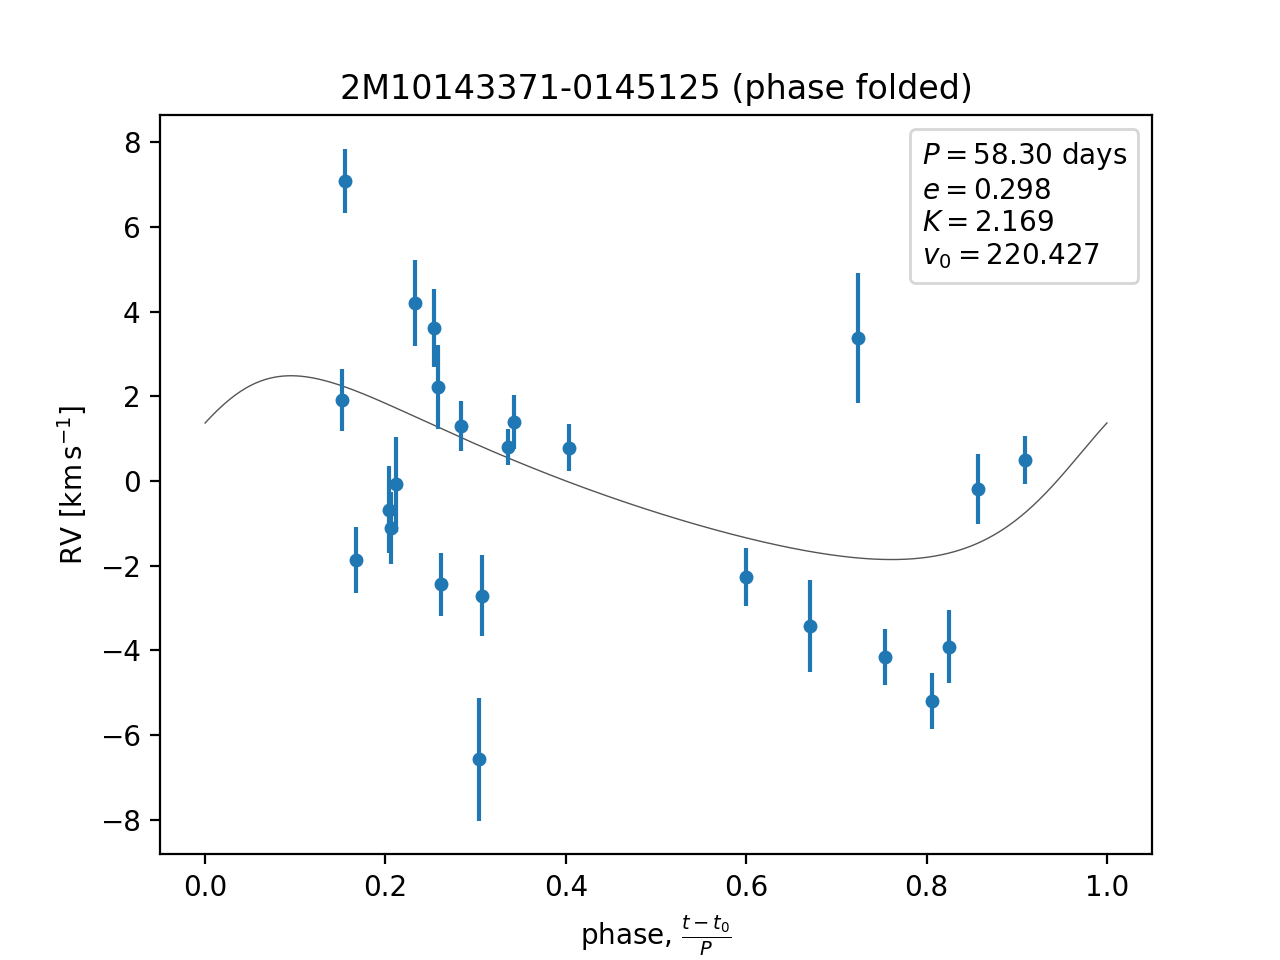 2M10143371-0145125 (phase folded)
P = 58.30 days
e = 0.298
K = 2.169
v₀ = 220.427
8
6
4
2
0
−2
−4
−6
−8
RV [km s⁻¹]
0.0 0.2 0.4 0.6 0.8 1.0
phase, (t − t₀)/P